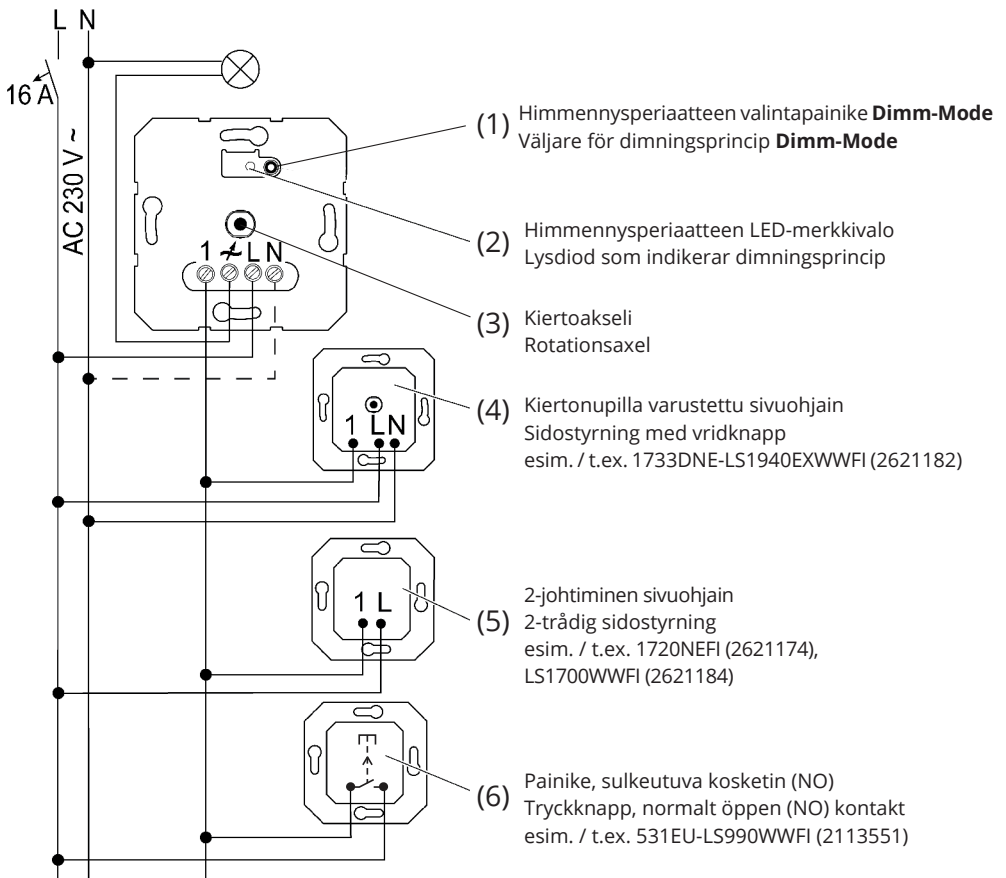 L N
16 A
AC 230 V ~
(1) Himmennysperiaatteen valintapainike Dimm-Mode
Väljare för dimningsprincip Dimm-Mode
(2) Himmennysperiaatteen LED-merkkivalo
Lysdiod som indikerar dimningsprincip
1 L N
(3) Kiertoakseli
Rotationsaxel
(4) Kiertonupilla varustettu sivuohjain
Sidostyrning med vridknapp
esim. / t.ex. 1733DNE-LS1940EXWWFI (2621182)
1 L N
(5) 2-johtiminen sivuohjain
2-trådig sidostyrning
esim. / t.ex. 1720NEFI (2621174),
LS1700WWFI (2621184)
1 L
(6) Painike, sulkeutuva kosketin (NO)
Tryckknapp, normalt öppen (NO) kontakt
esim. / t.ex. 531EU-LS990WWFI (2113551)